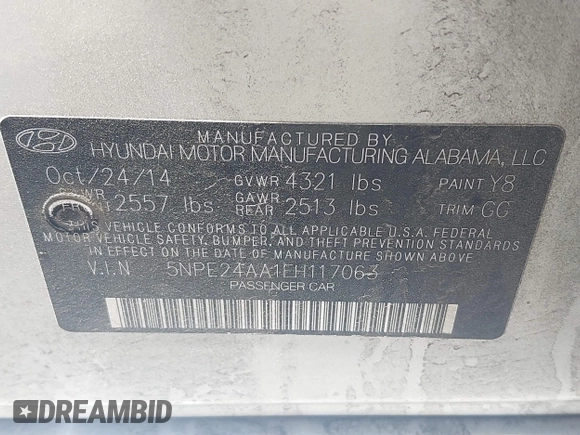 MANUFACTURED BY
HYUNDAI MOTOR MANUFACTURING ALABAMA, LLC
Oct/24/14 GVWR 4321 lbs PAINT Y8
GAWR 2557 lbs GAWR REAR 2513 lbs TRIM GG
THIS VEHICLE CONFORMS TO ALL APPLICABLE U.S.A. FEDERAL
MOTOR VEHICLE SAFETY, BUMPER, AND THEFT PREVENTION STANDARDS
IN EFFECT ON THE DATE OF MANUFACTURE SHOWN ABOVE.
V.I.N 5NPE24AA1FH117063
PASSENGER CAR
DREAMBID